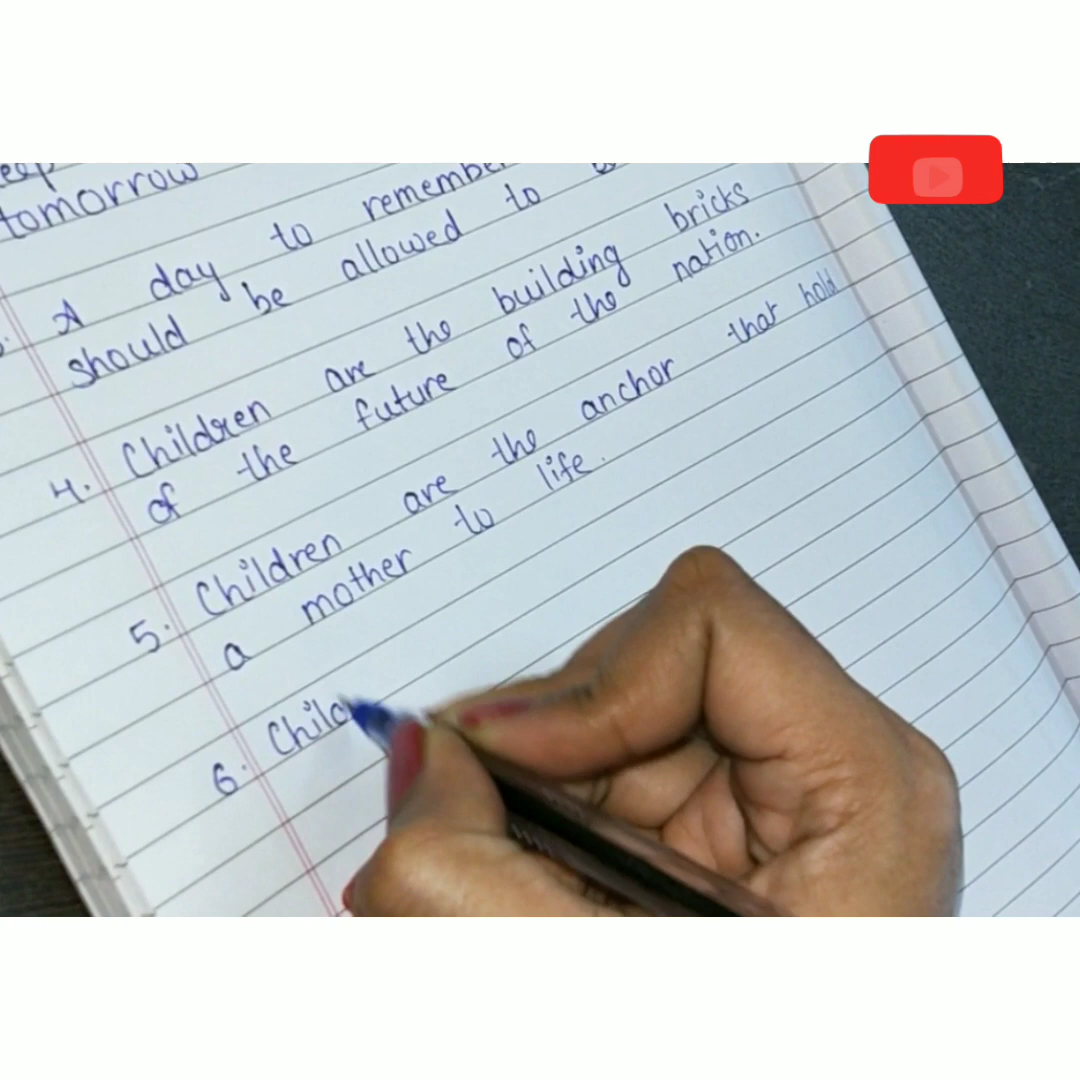 tomorrow
A day to remember
should be allowed to
4. Children are the building bricks
of the future of the nation.
5. Children are the anchor that hold
a mother to life.
6. Child